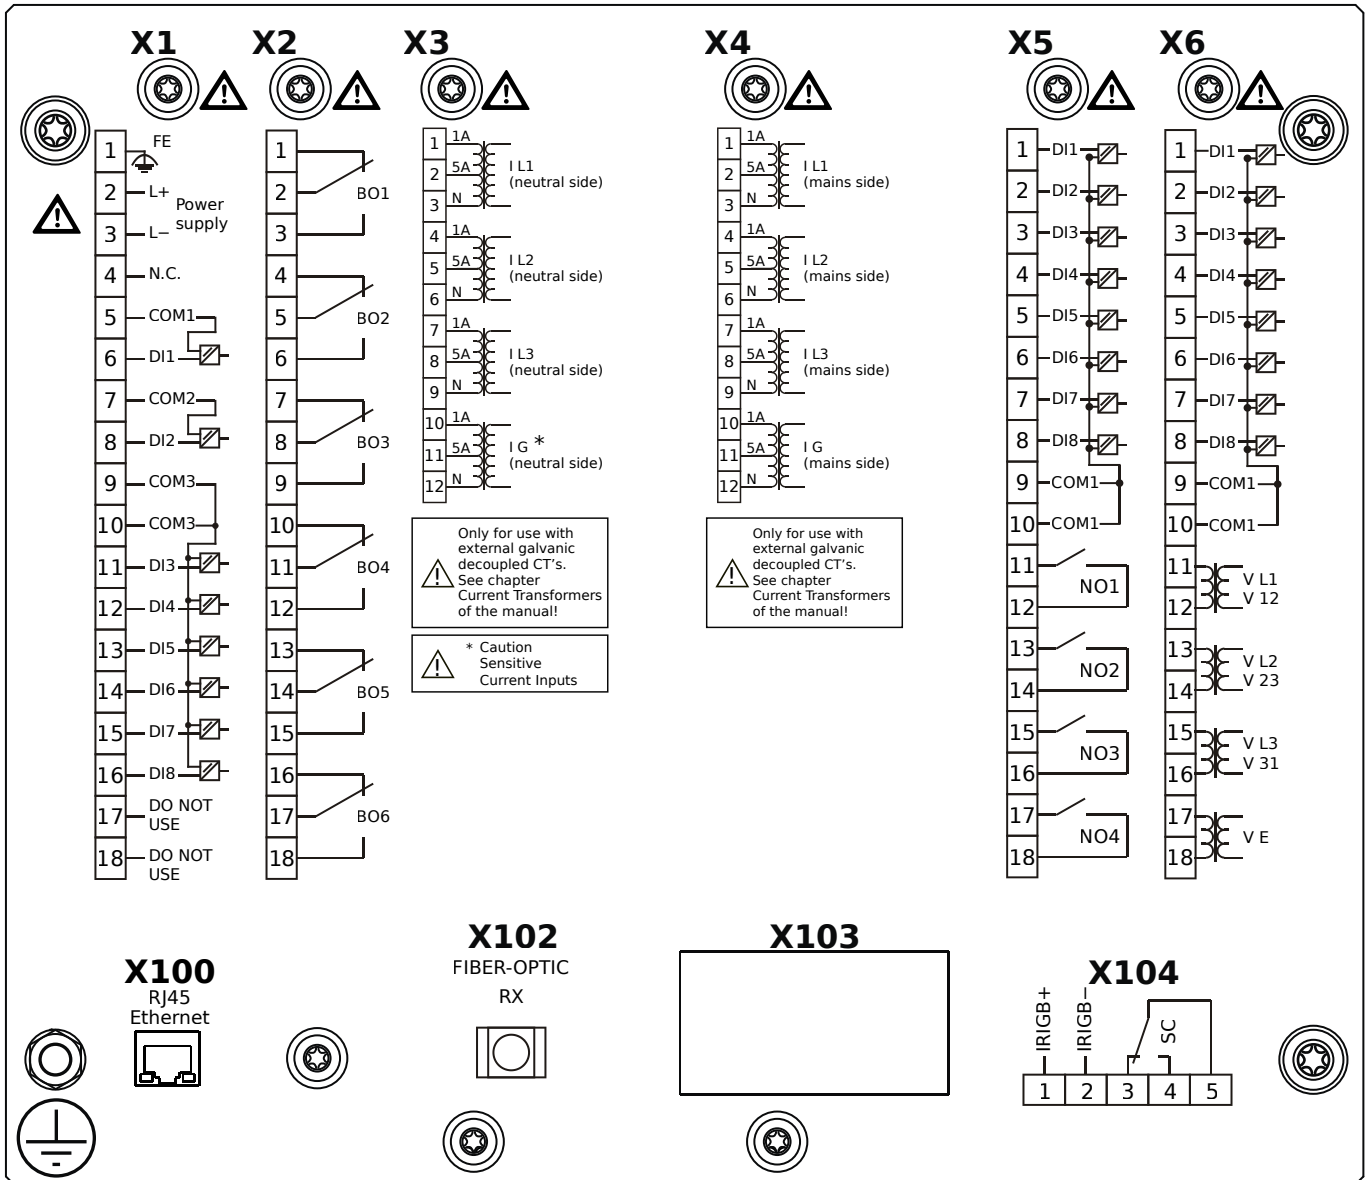 X1
X2
X3
X4
X5
X6
1
FE
2
L+
Power
supply
3
L−
4
N.C.
5
COM1
6
DI1
7
COM2
8
DI2
9
COM3
10
COM3
11
DI3
12
DI4
13
DI5
14
DI6
15
DI7
16
DI8
17
DO NOT
USE
18
DO NOT
USE
1
2
BO1
3
4
5
BO2
6
7
8
BO3
9
10
11
BO4
12
13
14
BO5
15
16
17
BO6
18
1
1A
2
5A
I L1
(neutral side)
3
N
4
1A
5
5A
I L2
(neutral side)
6
N
7
1A
8
5A
I L3
(neutral side)
9
N
10
1A
11
5A
I G *
(neutral side)
12
N
Only for use with
external galvanic
decoupled CT's.
See chapter
Current Transformers
of the manual!
* Caution
Sensitive
Current Inputs
1
1A
2
5A
I L1
(mains side)
3
N
4
1A
5
5A
I L2
(mains side)
6
N
7
1A
8
5A
I L3
(mains side)
9
N
10
1A
11
5A
I G
(mains side)
12
N
Only for use with
external galvanic
decoupled CT's.
See chapter
Current Transformers
of the manual!
1
DI1
2
DI2
3
DI3
4
DI4
5
DI5
6
DI6
7
DI7
8
DI8
9
COM1
10
COM1
11
NO1
12
13
NO2
14
15
NO3
16
17
NO4
18
1
DI1
2
DI2
3
DI3
4
DI4
5
DI5
6
DI6
7
DI7
8
DI8
9
COM1
10
COM1
11
V L1
V 12
12
13
V L2
V 23
14
15
V L3
V 31
16
17
V E
18
X100
RJ45
Ethernet
X102
FIBER-OPTIC
RX
X103
X104
IRIGB+
IRIGB−
SC
1
2
3
4
5